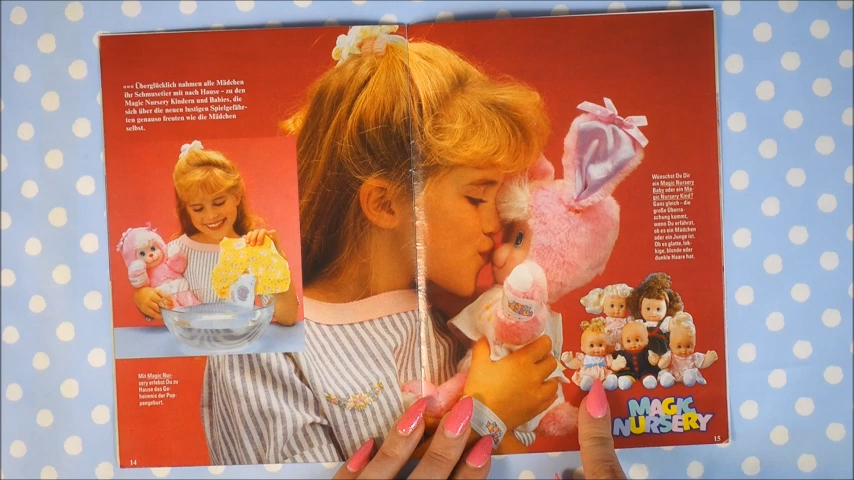 ««« Überglücklich nahmen alle Mädchen
ihr Schmusetier mit nach Hause – zu den
Magic Nursery Kindern und Babies, die
sich über die neuen lustigen Spielgefähr-
ten genauso freuten wie die Mädchen
selbst.
Mit Magic Nur-
sery erlebst Du zu
Hause das Ge-
heimnis der Pup-
pengeburt.
14
Wünschst Du Dir
ein Magic Nursery
Baby oder ein Ma-
gic Nursery Kind?
Ganz gleich – die
große Überra-
schung kommt,
wenn Du erfährst,
ob es ein Mädchen
oder ein Junge ist.
Ob es glatte, lok-
kige, blonde oder
dunkle Haare hat.
MAGIC
NURSERY
15